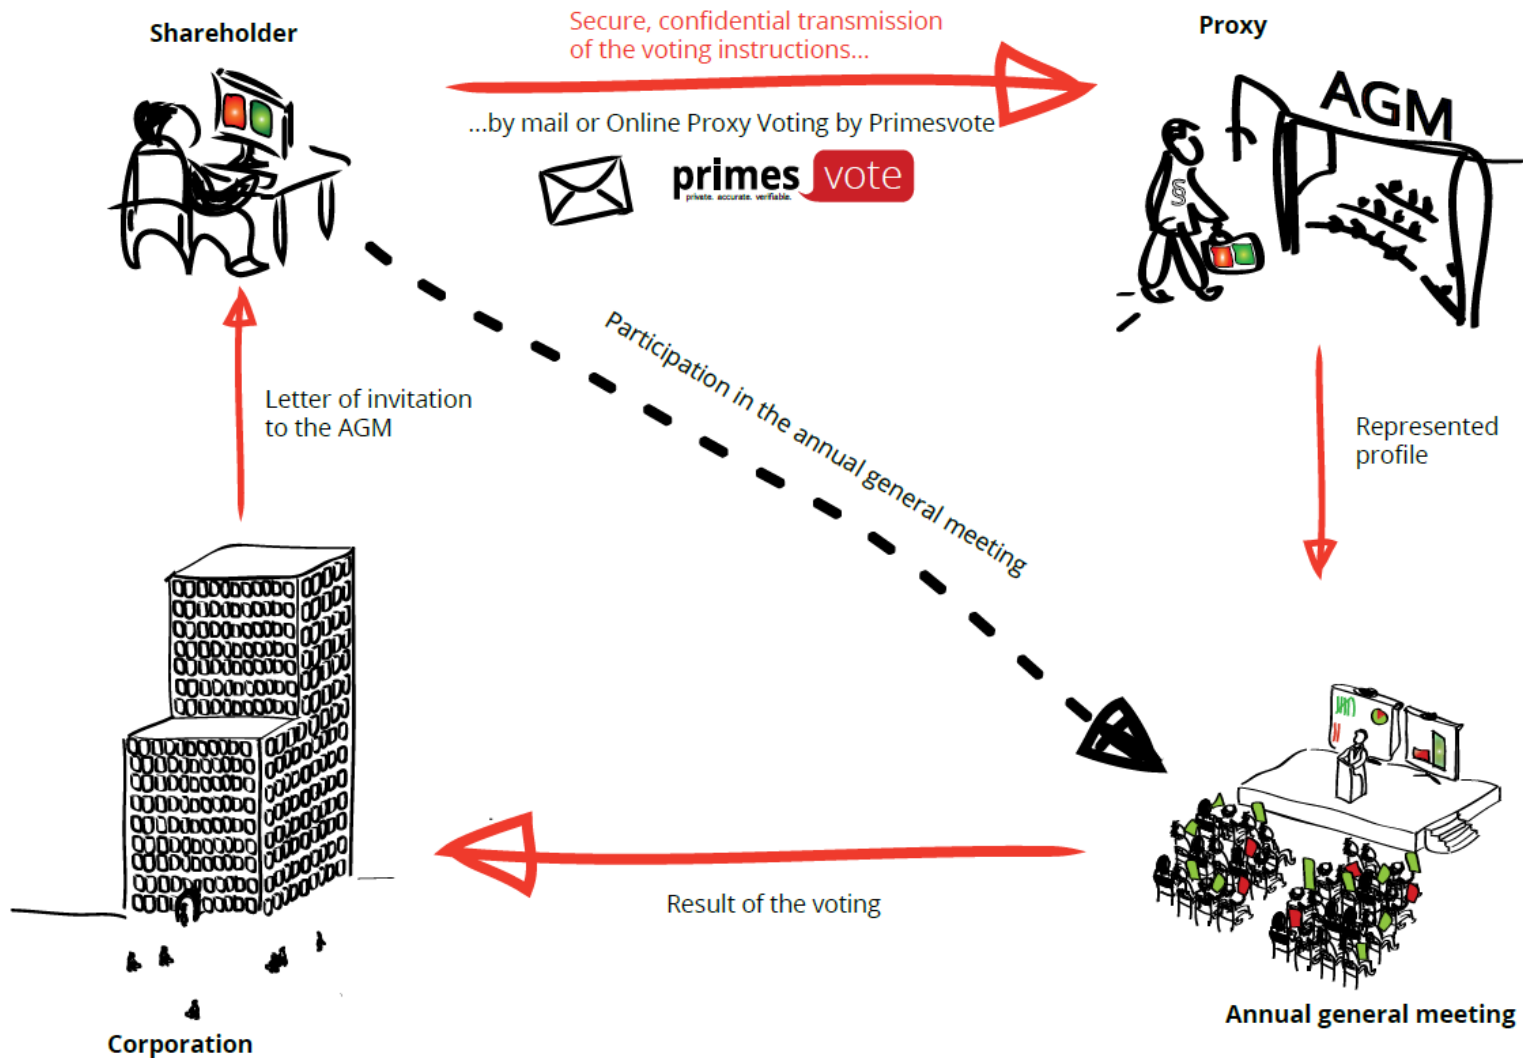 Shareholder
Secure, confidential transmission
of the voting instructions...
Proxy
...by mail or Online Proxy Voting by Primesvote
primes vote
private. accurate. verifiable.
AGM
Participation in the annual general meeting
Letter of invitation
to the AGM
Represented
profile
Result of the voting
Annual general meeting
Corporation